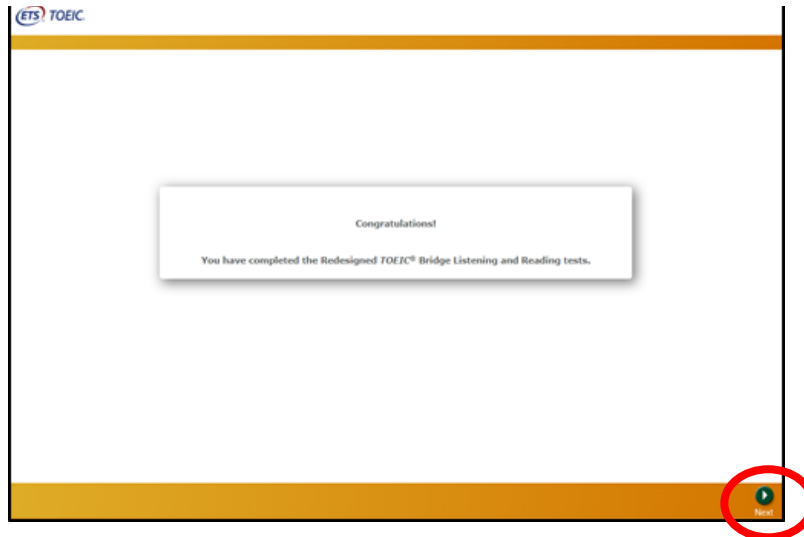 ETS TOEIC.
Congratulations!
You have completed the Redesigned TOEIC® Bridge Listening and Reading tests.
Next